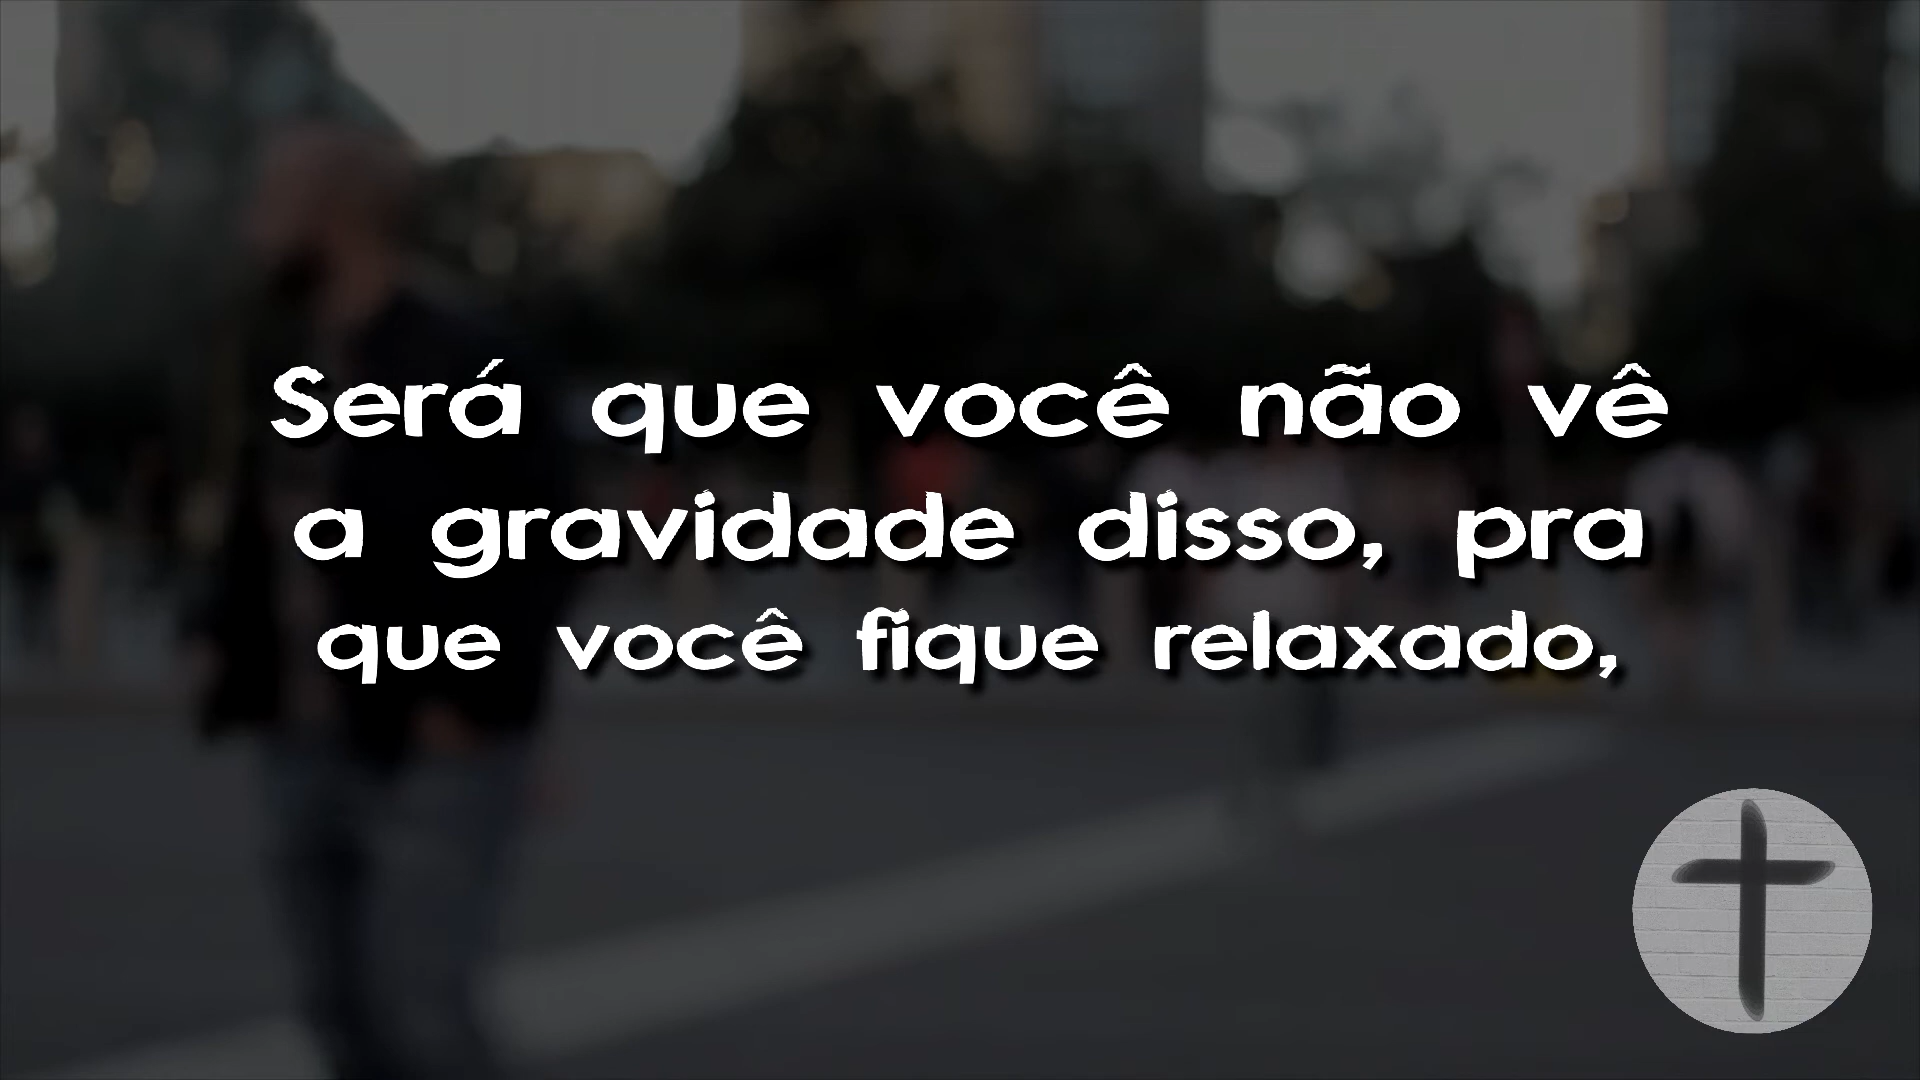 Será que você não vê
a gravidade disso, pra
que você fique relaxado,